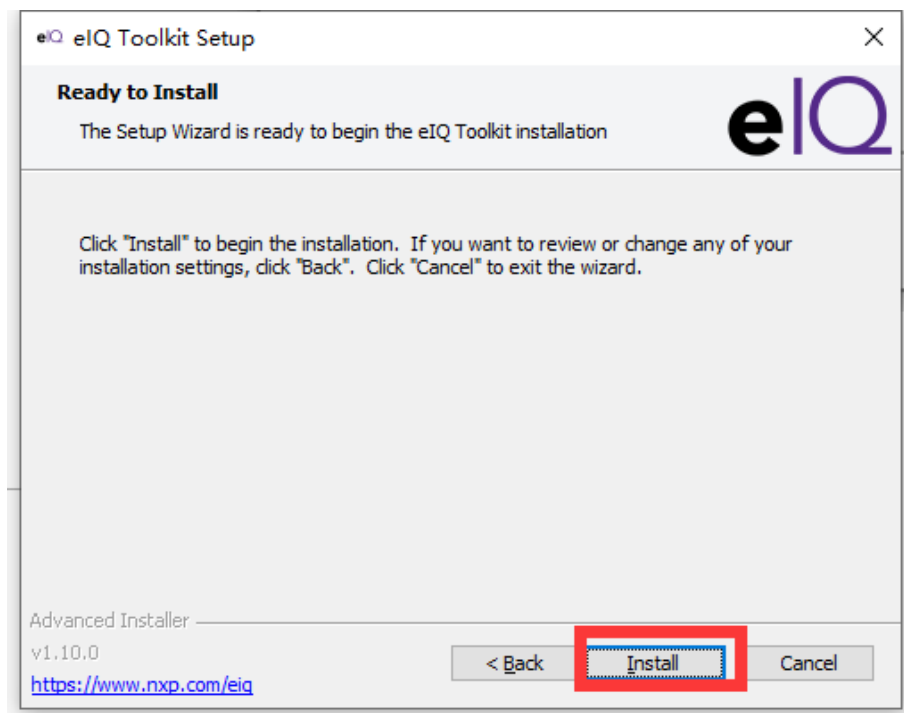 eIQ eIQ Toolkit Setup
Ready to Install
The Setup Wizard is ready to begin the eIQ Toolkit installation
eIQ
Click "Install" to begin the installation. If you want to review or change any of your
installation settings, click "Back". Click "Cancel" to exit the wizard.
Advanced Installer
v1.10.0
https://www.nxp.com/eiq
< Back Install Cancel